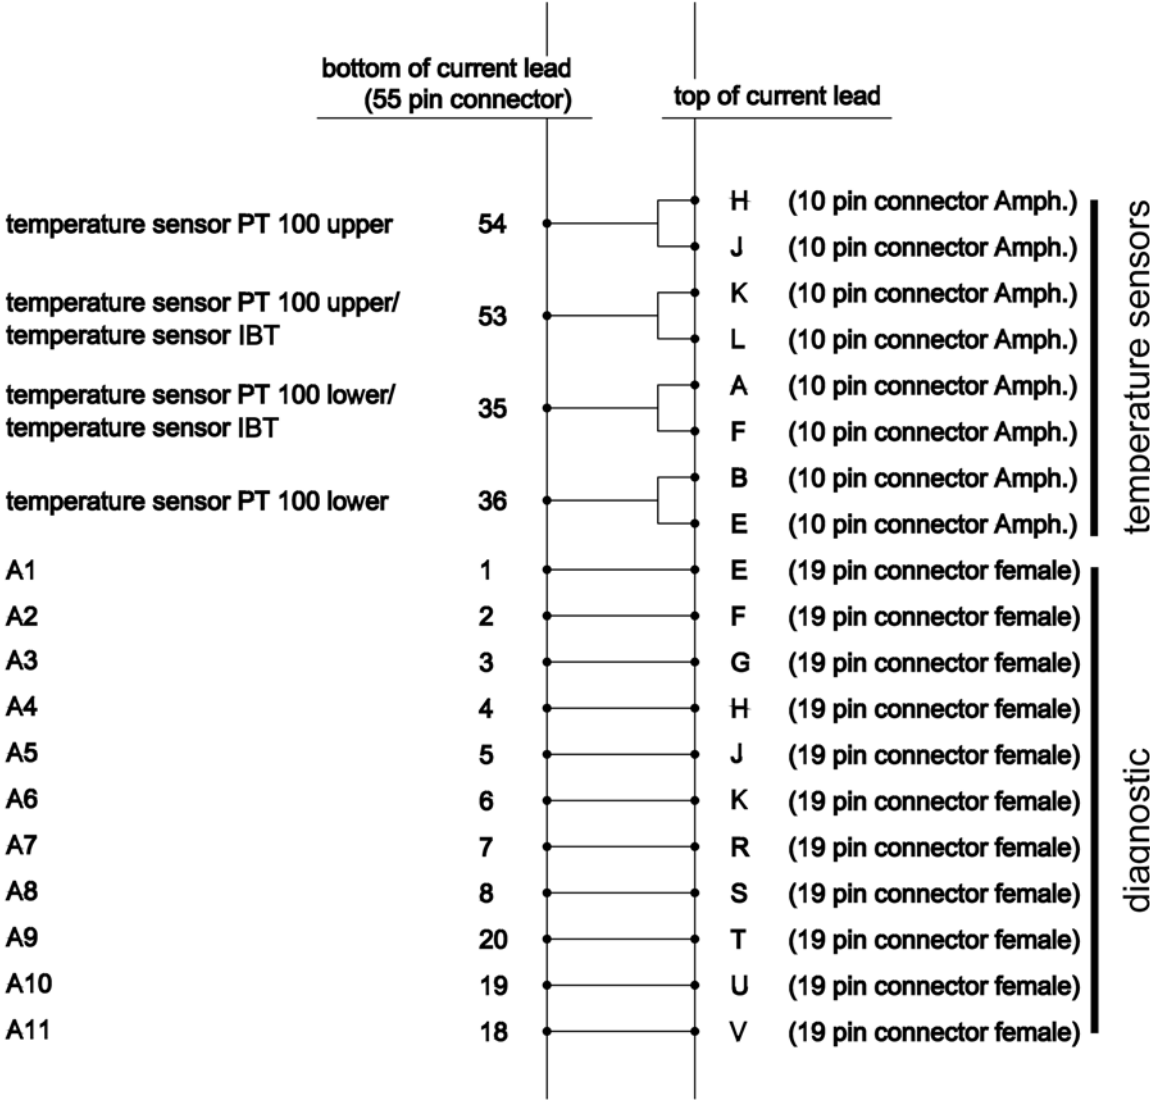 bottom of current lead
(55 pin connector)
top of current lead
temperature sensor PT 100 upper 54 H (10 pin connector Amph.)
J (10 pin connector Amph.)
temperature sensor PT 100 upper/
temperature sensor IBT 53 K (10 pin connector Amph.)
L (10 pin connector Amph.)
temperature sensor PT 100 lower/
temperature sensor IBT 35 A (10 pin connector Amph.)
F (10 pin connector Amph.)
temperature sensor PT 100 lower 36 B (10 pin connector Amph.)
E (10 pin connector Amph.)
A1 1 E (19 pin connector female)
A2 2 F (19 pin connector female)
A3 3 G (19 pin connector female)
A4 4 H (19 pin connector female)
A5 5 J (19 pin connector female)
A6 6 K (19 pin connector female)
A7 7 R (19 pin connector female)
A8 8 S (19 pin connector female)
A9 20 T (19 pin connector female)
A10 19 U (19 pin connector female)
A11 18 V (19 pin connector female)
temperature sensors
diagnostic